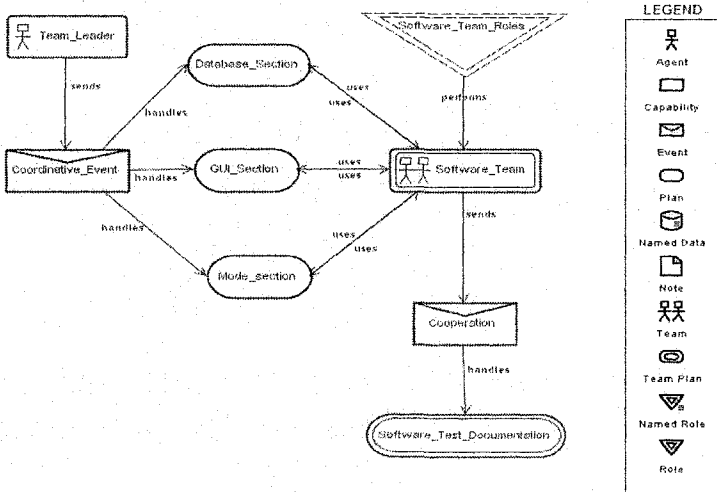 LEGEND
Team_Leader
Software_Team_Roles
Agent
Database_Section
sends
uses
uses
performs
Capability
handles
Event
Coordinative_Event
handles
GUI_Section
uses
uses
Software_Team
Plan
handles
uses
uses
sends
Named Data
Mode_section
Note
Cooperation
Team
handles
Team Plan
Named Role
Software_Test_Documentation
Role